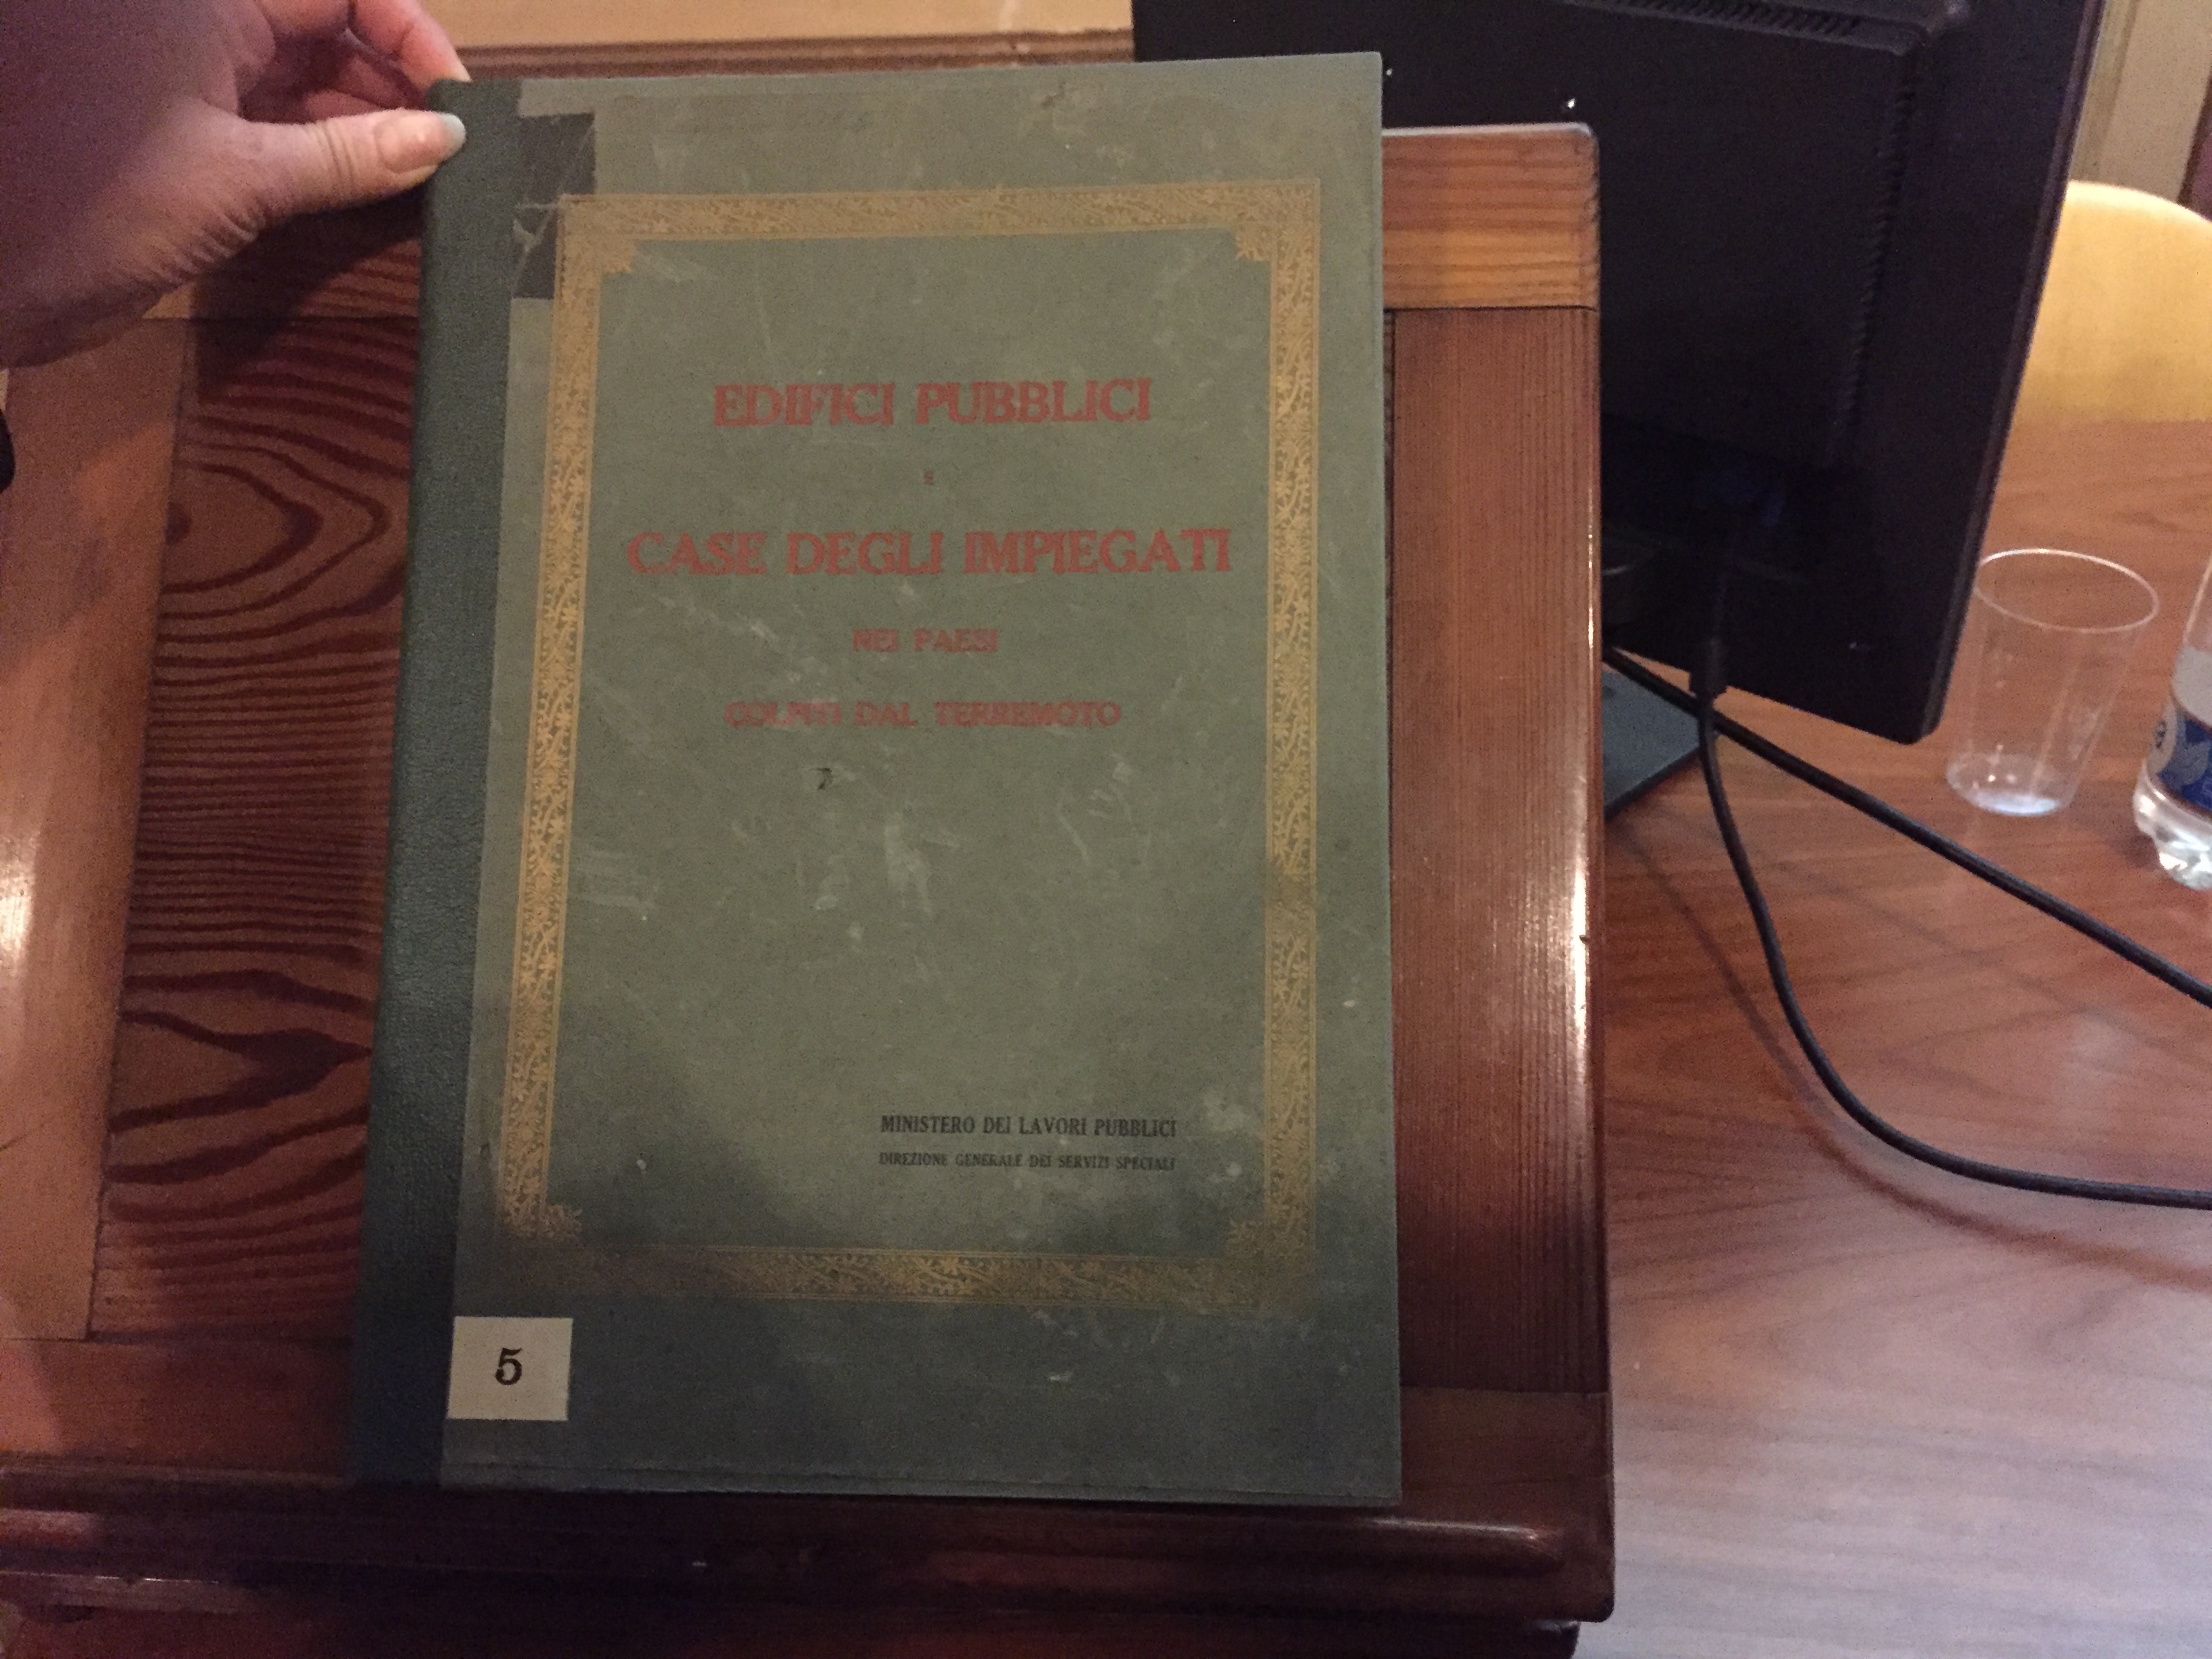 EDIFICI PUBBLICI
E
CASE DEGLI IMPIEGATI
NEI PAESI
COLPITI DAL TERREMOTO
MINISTERO DEI LAVORI PUBBLICI
DIREZIONE GENERALE DEI SERVIZI SPECIALI
5